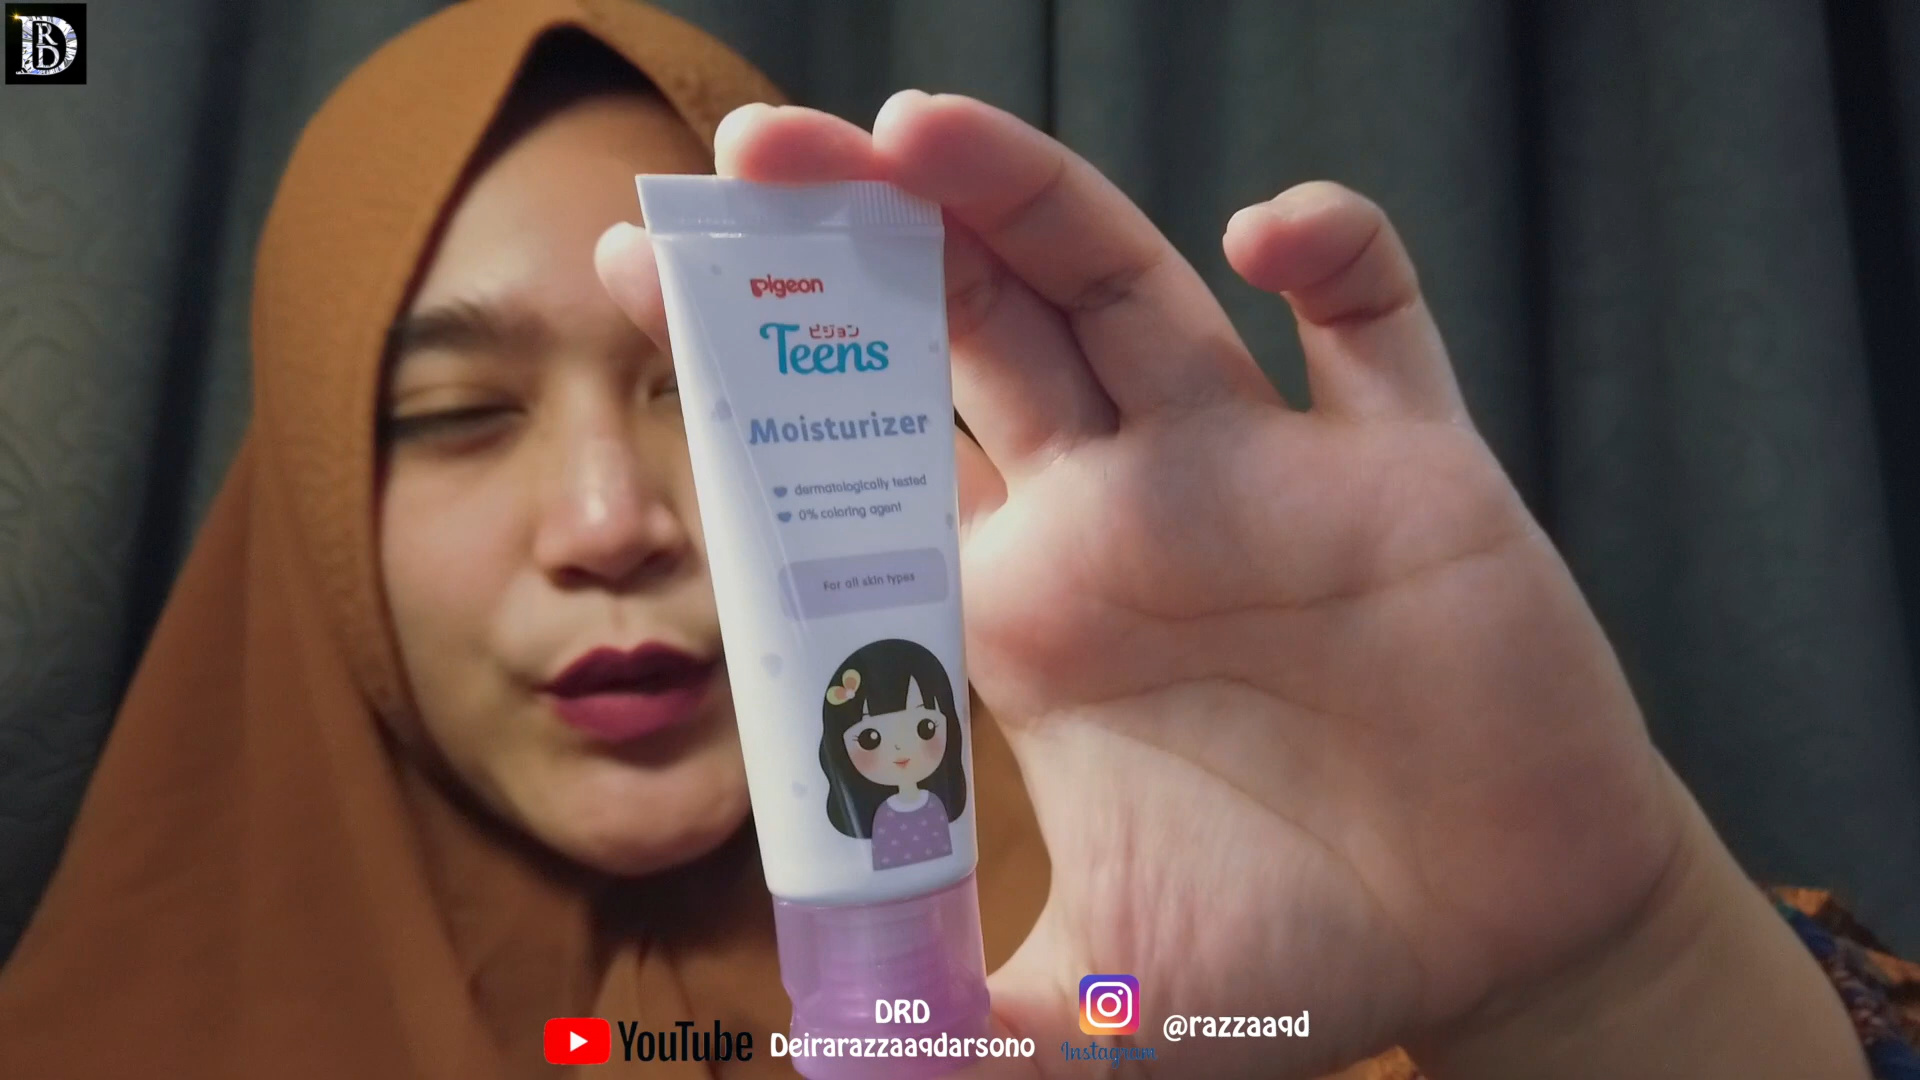 DRD
pigeon
ピジョン
Teens
Moisturizer
dermatologically tested
0% coloring agent
For all skin types
YouTube
DRD
Deirarazzaaqdarsono
Instagram
@razzaaqd